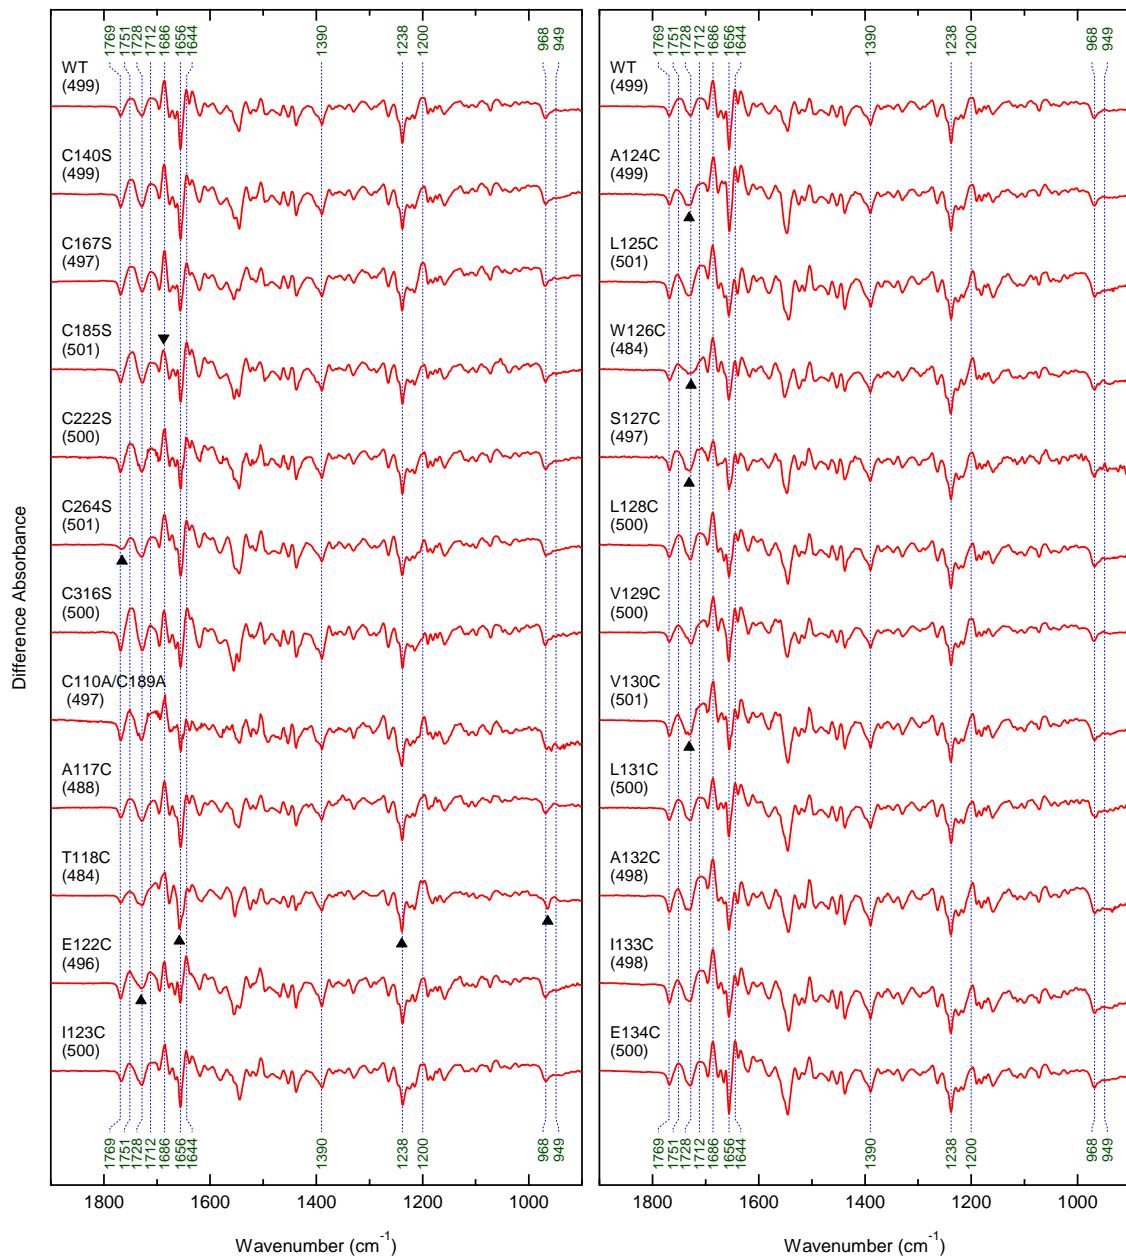 1769 1751 1728 1712 1686 1656 1644 1390 1238 1200 968 949
WT
(499)
C140S
(499)
C167S
(497)
C185S
(501)
C222S
(500)
C264S
(501)
C316S
(500)
C110A/C189A
(497)
A117C
(488)
T118C
(484)
E122C
(496)
I123C
(500)
1769 1751 1728 1712 1686 1656 1644 1390 1238 1200 968 949
1800 1600 1400 1200 1000
Wavenumber (cm-1)
1769 1751 1728 1712 1686 1656 1644 1390 1238 1200 968 949
WT
(499)
A124C
(499)
L125C
(501)
W126C
(484)
S127C
(497)
L128C
(500)
V129C
(500)
V130C
(501)
L131C
(500)
A132C
(498)
I133C
(498)
E134C
(500)
1769 1751 1728 1712 1686 1656 1644 1390 1238 1200 968 949
1800 1600 1400 1200 1000
Wavenumber (cm-1)
Difference Absorbance